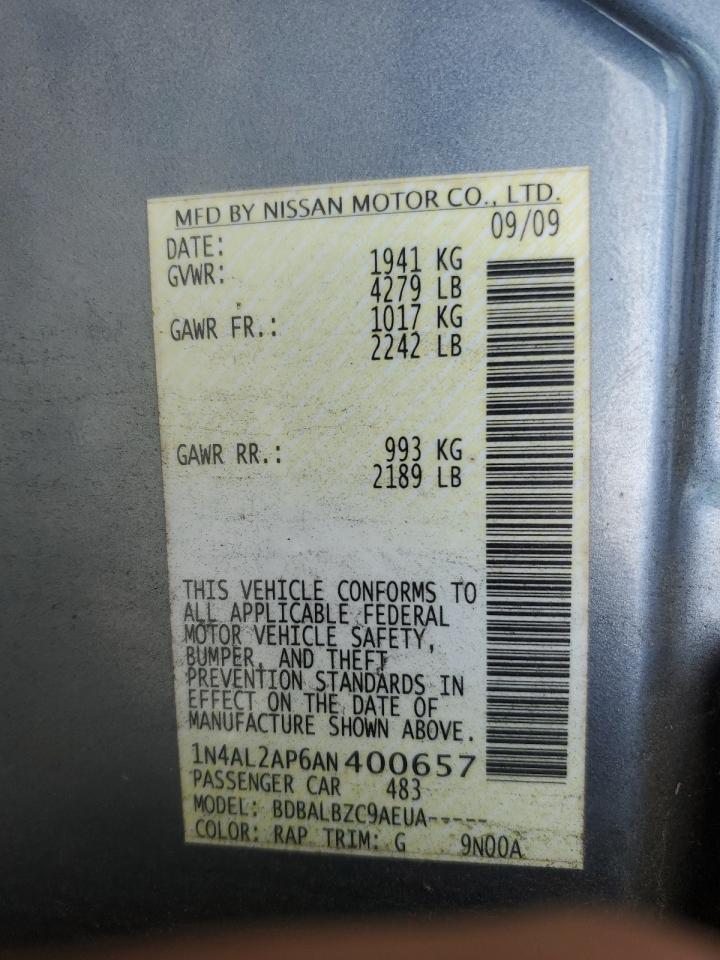 MFD BY NISSAN MOTOR CO., LTD.
DATE: 09/09
GVWR: 1941 KG
4279 LB
GAWR FR.: 1017 KG
2242 LB
GAWR RR.: 993 KG
2189 LB
THIS VEHICLE CONFORMS TO
ALL APPLICABLE FEDERAL
MOTOR VEHICLE SAFETY,
BUMPER, AND THEFT
PREVENTION STANDARDS IN
EFFECT ON THE DATE OF
MANUFACTURE SHOWN ABOVE.
1N4AL2AP6AN400657
PASSENGER CAR 483
MODEL: BDBALBZC9AEUA-----
COLOR: RAP TRIM: G 9N00A